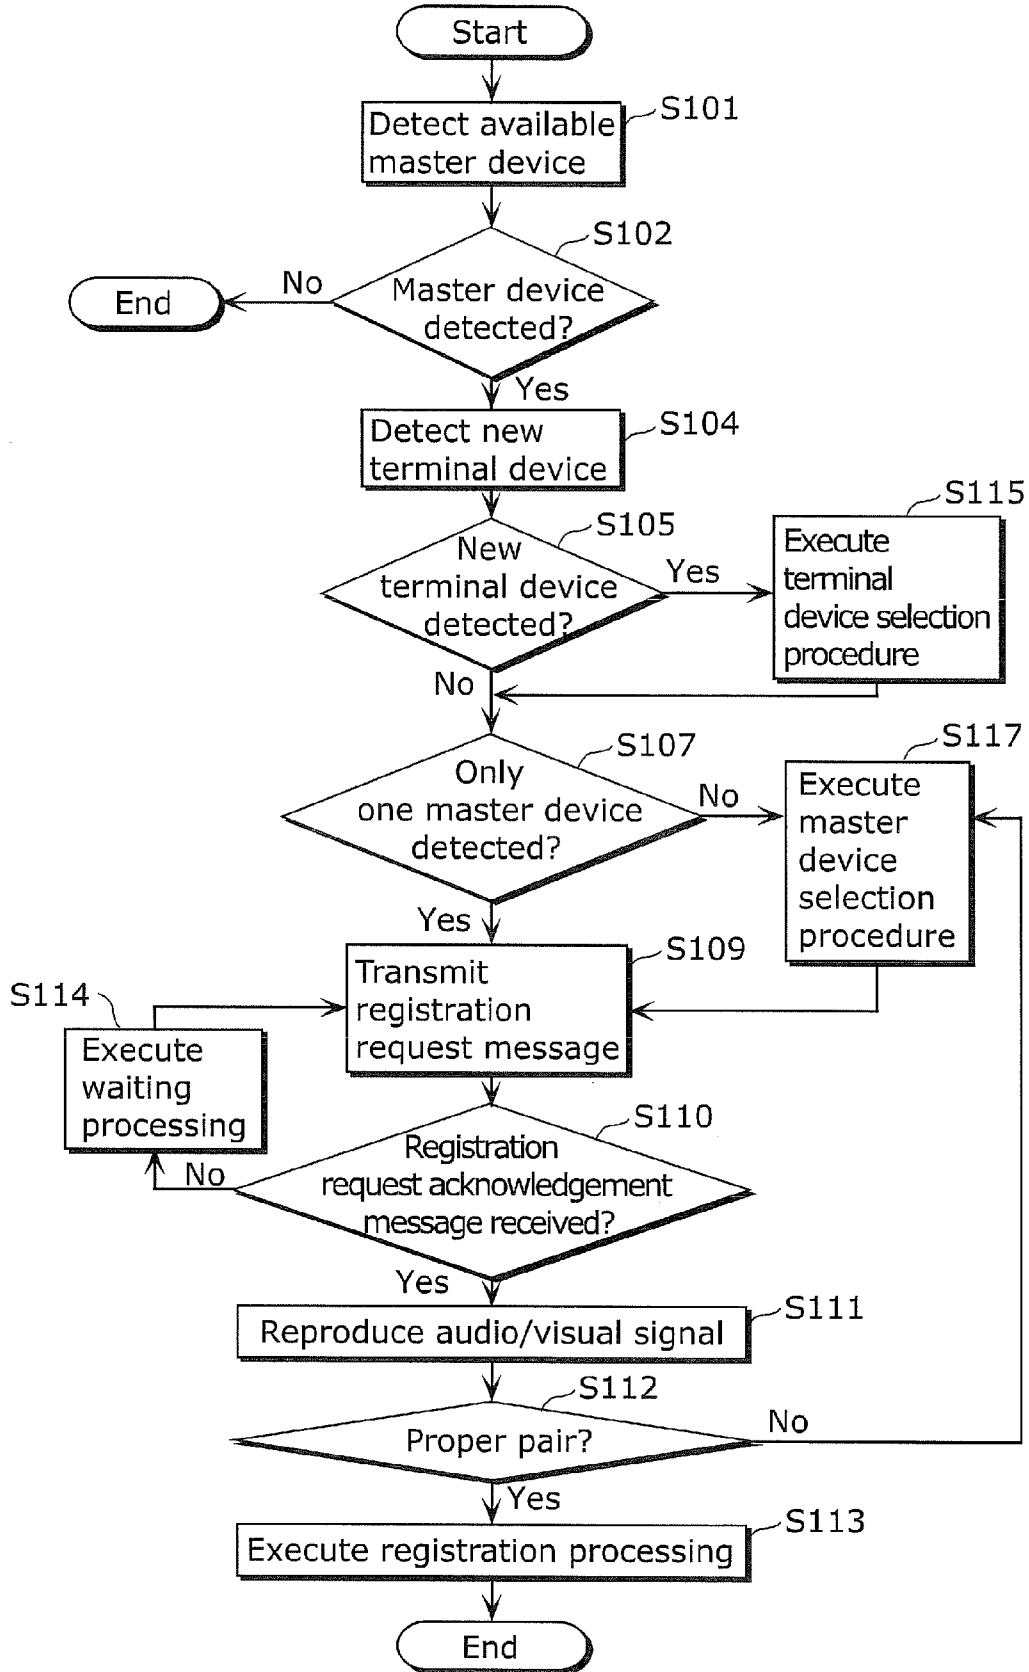 Start
S101
Detect available
master device
S102
No
End
Master device
detected?
Yes
S104
Detect new
terminal device
S115
S105
New
terminal device
detected?
Yes
Execute
terminal
device selection
procedure
No
S107
S117
Only
one master device
detected?
No
Execute
master
device
selection
procedure
Yes
S109
Transmit
registration
request message
S114
Execute
waiting
processing
S110
Registration
request acknowledgement
message received?
No
Yes
S111
Reproduce audio/visual signal
S112
Proper pair?
No
Yes
S113
Execute registration processing
End